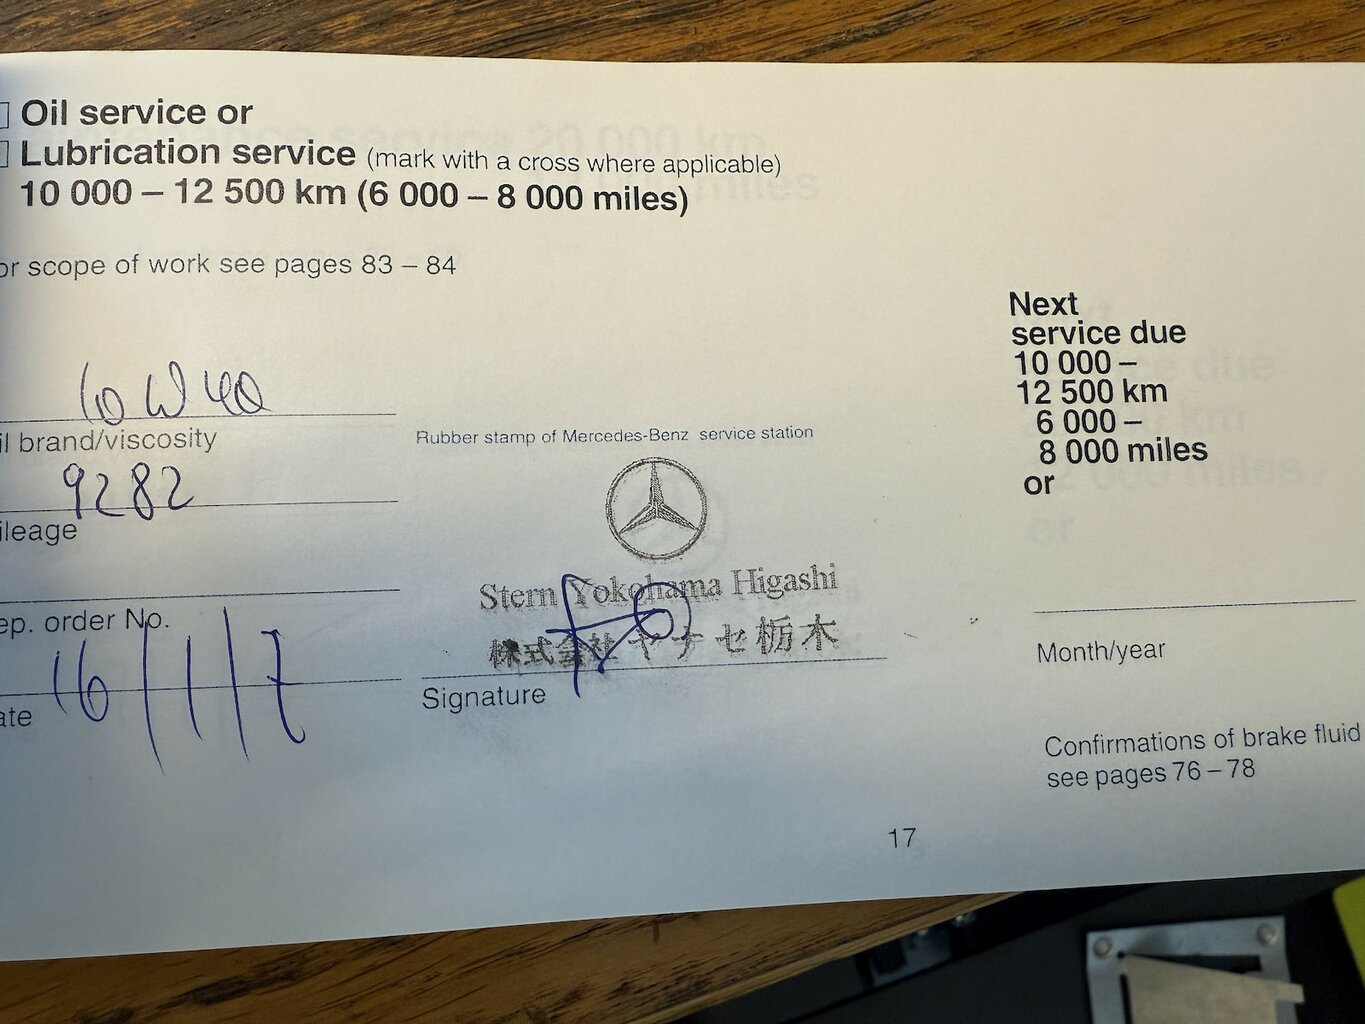 Oil service or
Lubrication service (mark with a cross where applicable)
10 000 – 12 500 km (6 000 – 8 000 miles)
or scope of work see pages 83 – 84
10W40
il brand/viscosity
9282
ileage
ep. order No.
16/1/7
ate
Rubber stamp of Mercedes-Benz service station
Stern Yokohama Higashi
株式会社ヤナセ栃木
Signature
Next
service due
10 000 –
12 500 km
6 000 –
8 000 miles
or
Month/year
Confirmations of brake fluid
see pages 76 – 78
17